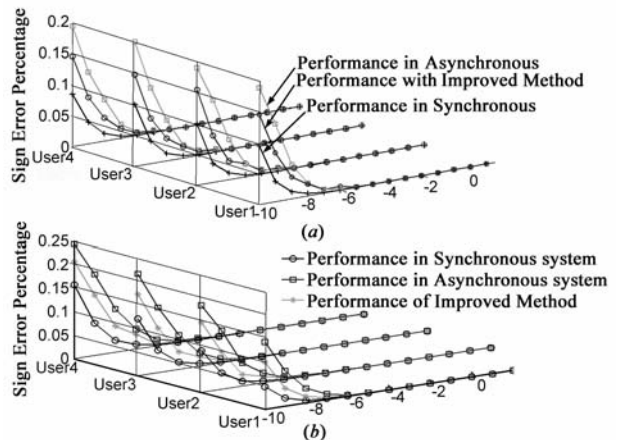 0.2
0.15
0.1
0.05
0
Sign Error Percentage
Performance in Asynchronous
Performance with Improved Method
Performance in Synchronous
User4
User3
User2
User1
-10
-8
-6
-4
-2
0
(a)
0.25
0.2
0.15
0.1
0.05
0
Sign Error Percentage
Performance in Synchronous system
Performance in Asynchronous system
Performance of Improved Method
User4
User3
User2
User1
-10
-8
-6
-4
-2
0
(b)